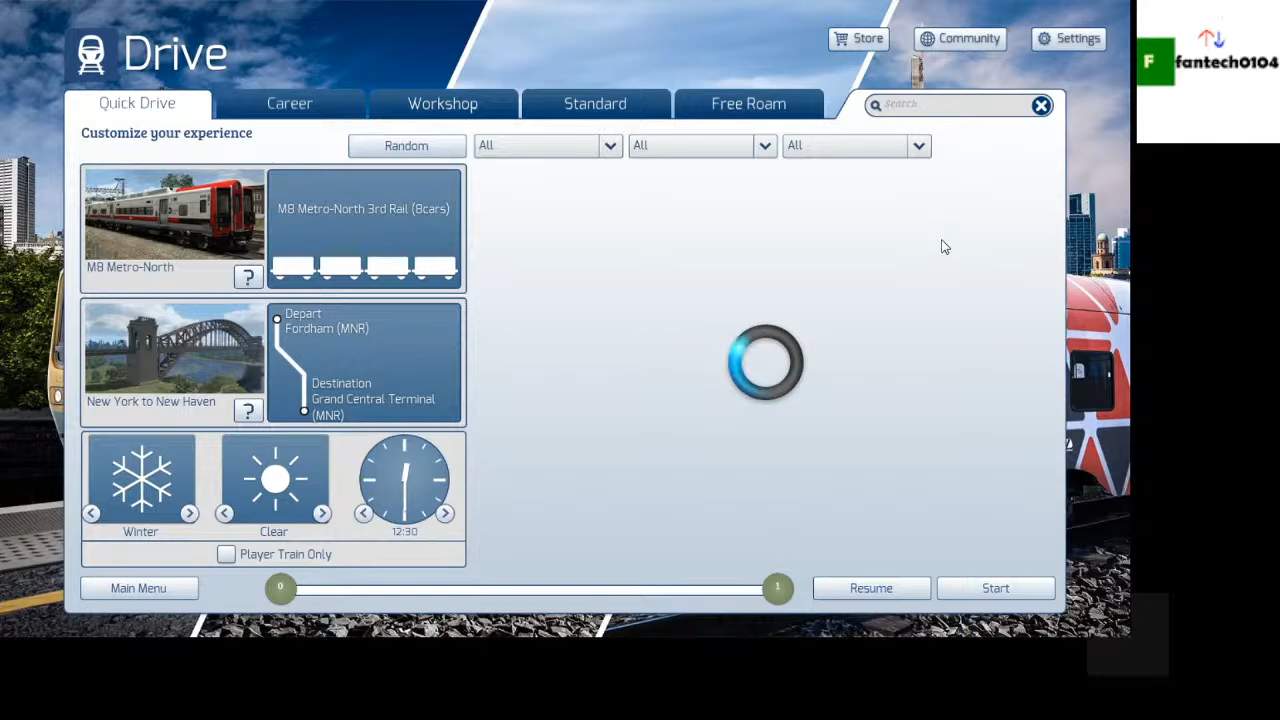 Drive
Store
Community
Settings
Quick Drive
Career
Workshop
Standard
Free Roam
Search
Customize your experience
Random
All
All
All
M8 Metro-North 3rd Rail (8cars)
M8 Metro-North
?
Depart
Fordham (MNR)
Destination
Grand Central Terminal
(MNR)
New York to New Haven
?
Winter
Clear
12:30
Player Train Only
Main Menu
0
1
Resume
Start
F
fantech0104